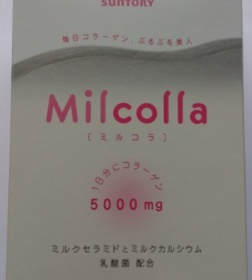 SUNTORY
毎日コラーゲン、ぷるぷる美人
Milcolla
[ミルコラ]
1日分にコラーゲン
5000mg
ミルクセラミドとミルクカルシウム
乳酸菌 配合